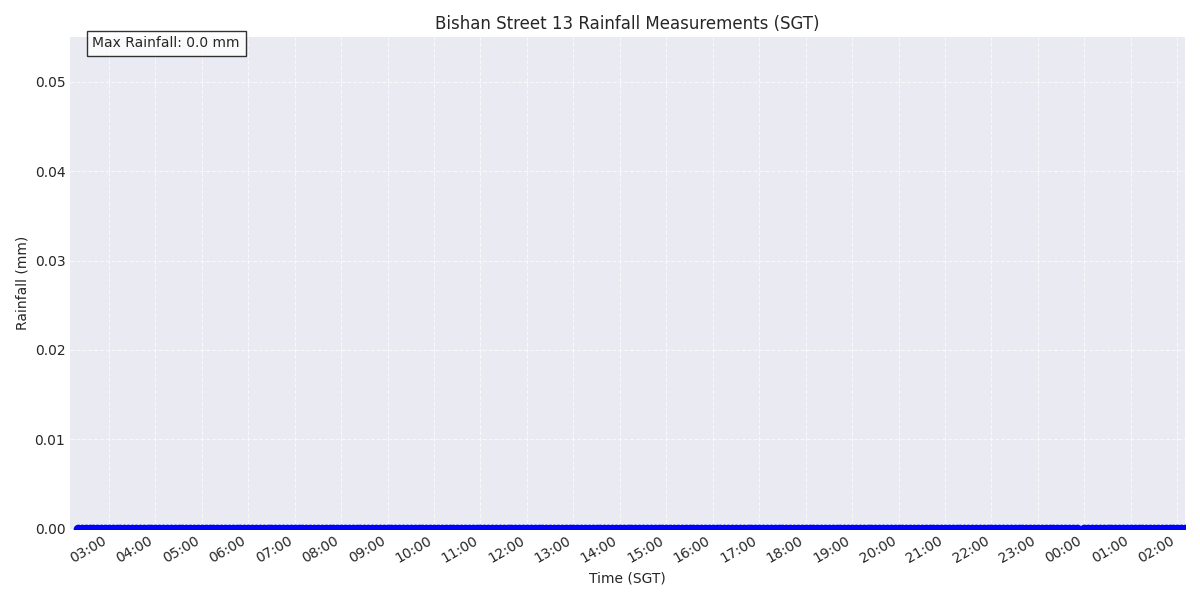 Bishan Street 13 Rainfall Measurements (SGT)
Max Rainfall: 0.0 mm
0.05
0.04
0.03
0.02
0.01
0.00
Rainfall (mm)
03:00 04:00 05:00 06:00 07:00 08:00 09:00 10:00 11:00 12:00 13:00 14:00 15:00 16:00 17:00 18:00 19:00 20:00 21:00 22:00 23:00 00:00 01:00 02:00
Time (SGT)